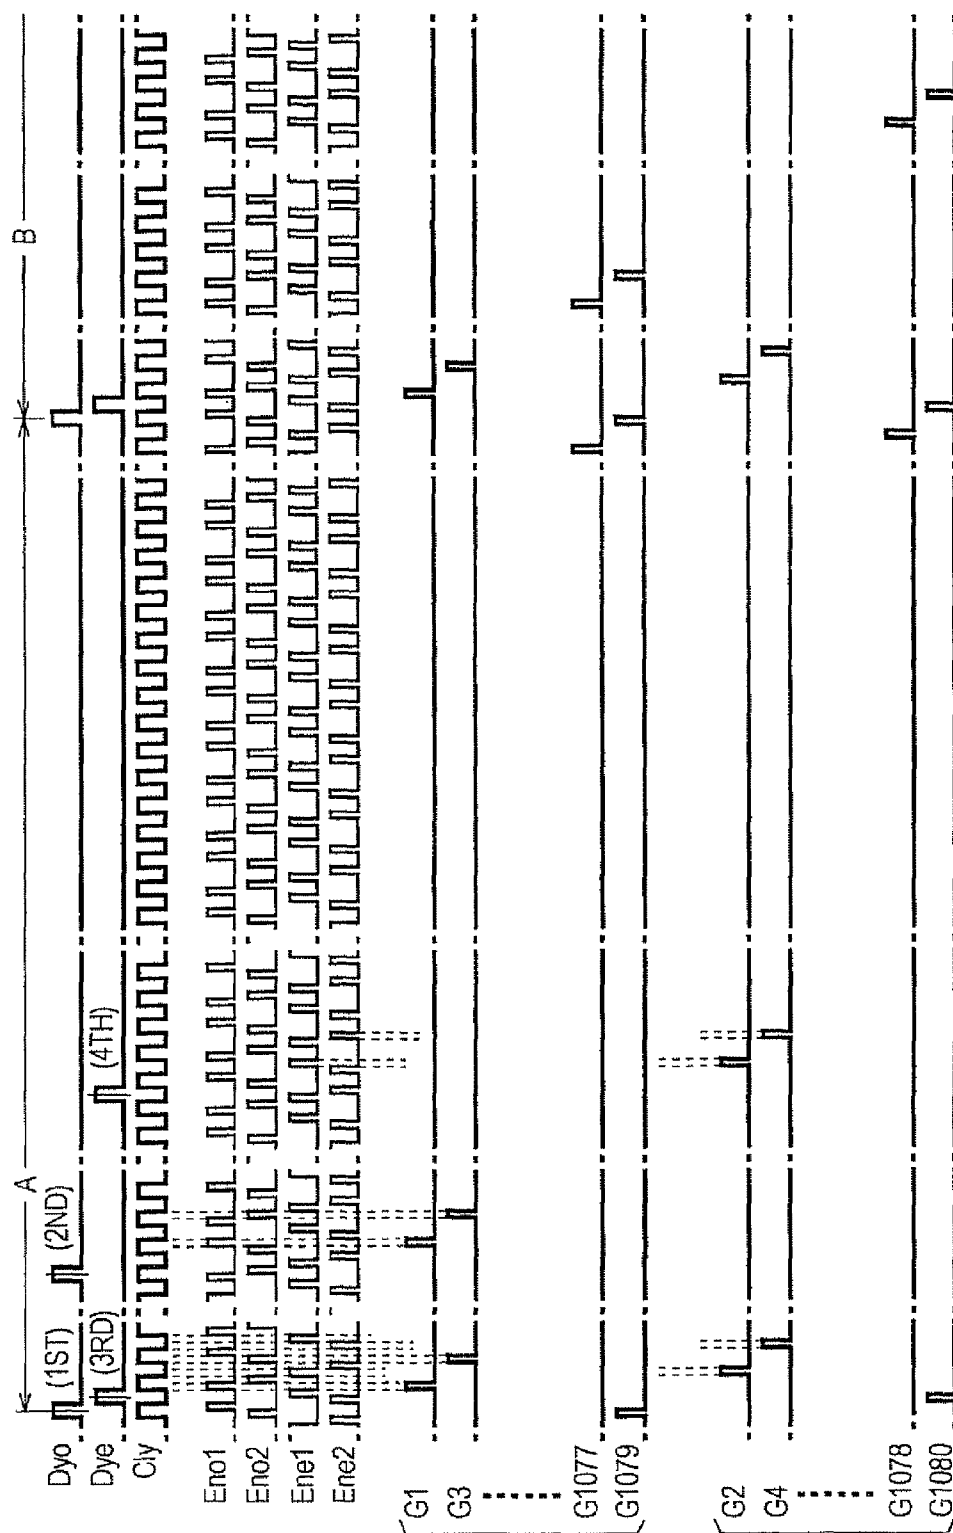 Dyo
Dye
Cly
Eno1
Eno2
Ene1
Ene2
G1
G3
G1077
G1079
G2
G4
G1078
G1080
(1ST)
(2ND)
(3RD)
(4TH)
A
B